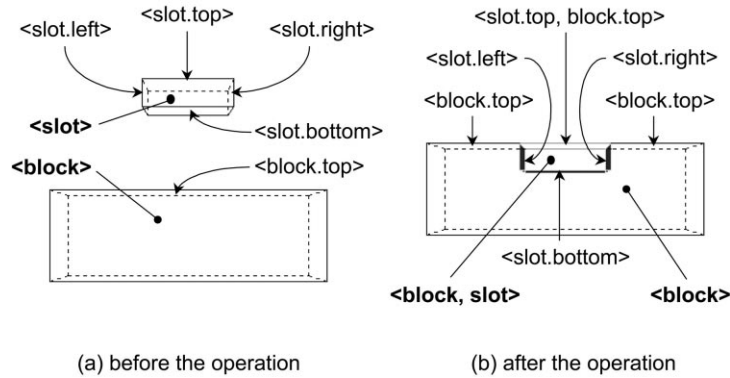 <slot.top>
<slot.left>
<slot.right>
<slot>
<slot.bottom>
<block>
<block.top>
(a) before the operation
<slot.top, block.top>
<slot.left>
<slot.right>
<block.top>
<block.top>
<slot.bottom>
<block, slot>
<block>
(b) after the operation